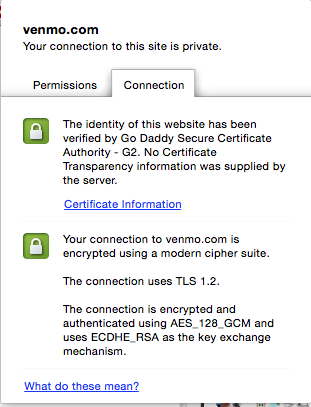 venmo.com
Your connection to this site is private.
Permissions
Connection
The identity of this website has been
verified by Go Daddy Secure Certificate
Authority - G2. No Certificate
Transparency information was supplied by
the server.
Certificate Information
Your connection to venmo.com is
encrypted using a modern cipher suite.
The connection uses TLS 1.2.
The connection is encrypted and
authenticated using AES_128_GCM and
uses ECDHE_RSA as the key exchange
mechanism.
What do these mean?